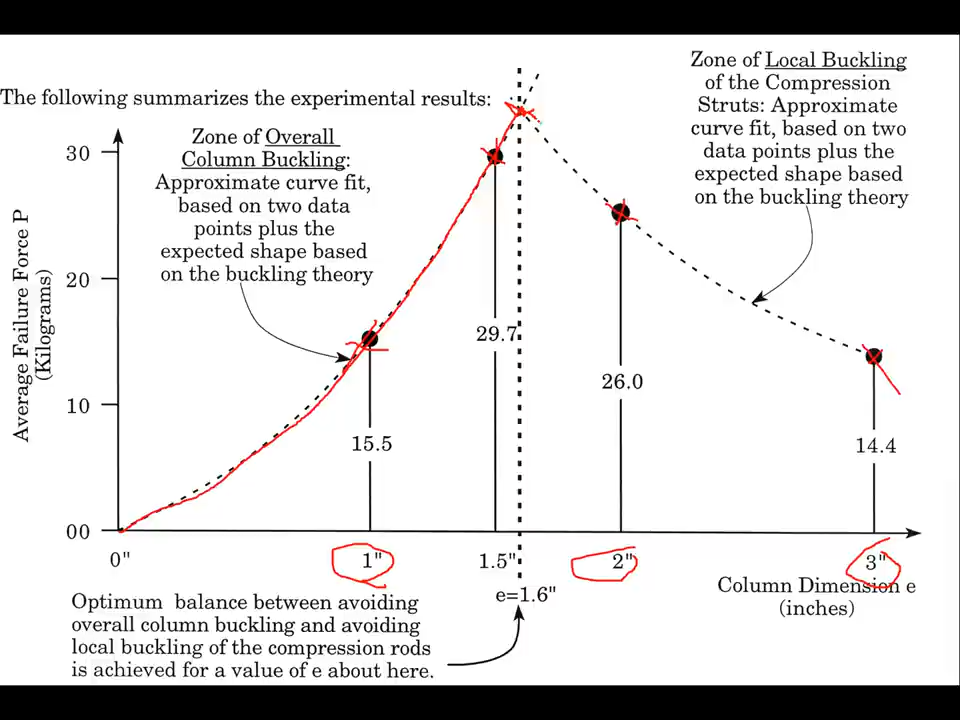 The following summarizes the experimental results:
Zone of Overall
Column Buckling:
Approximate curve fit,
based on two data
points plus the
expected shape based
on the buckling theory
Zone of Local Buckling
of the Compression
Struts: Approximate
curve fit, based on two
data points plus the
expected shape based
on the buckling theory
Average Failure Force P
(Kilograms)
30
20
10
00
15.5
29.7
26.0
14.4
0"
1"
1.5"
2"
3"
e=1.6"
Column Dimension e
(inches)
Optimum balance between avoiding
overall column buckling and avoiding
local buckling of the compression rods
is achieved for a value of e about here.